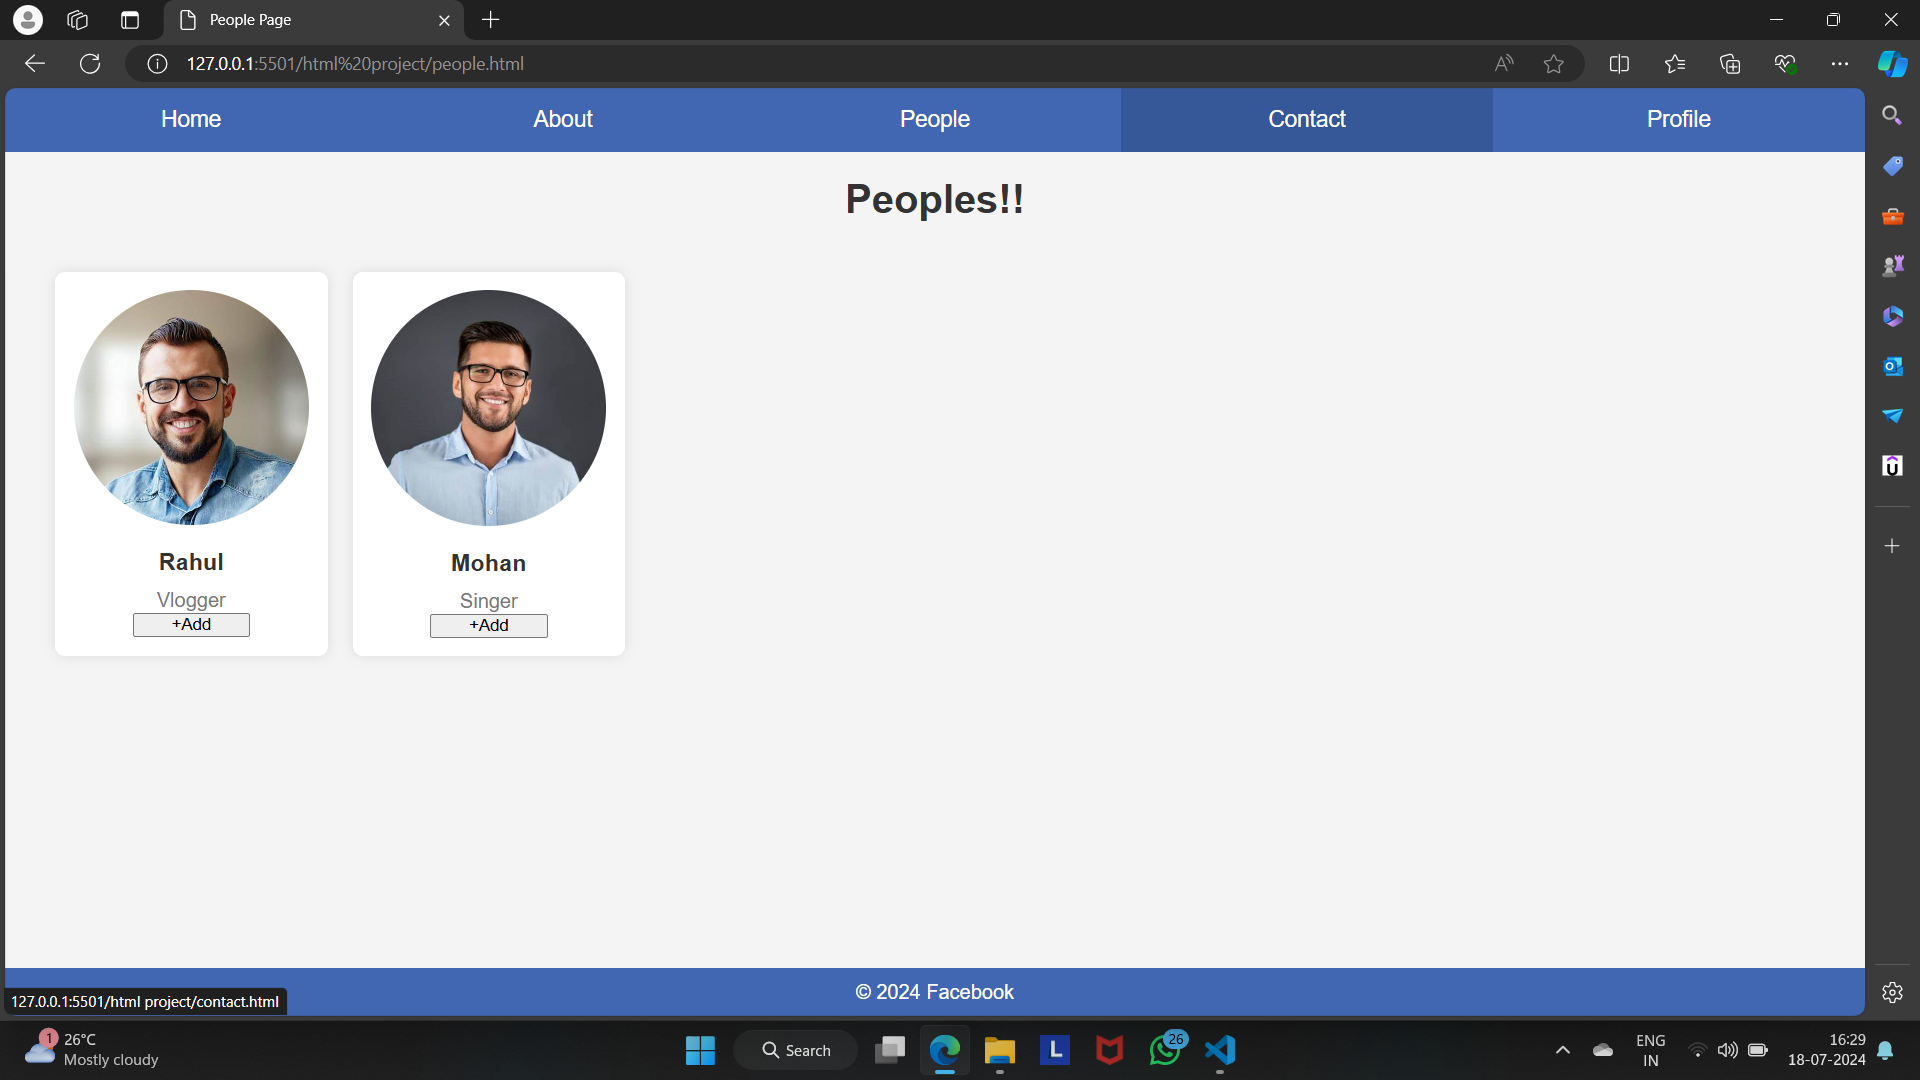 People Page
127.0.0.1:5501/html%20project/people.html
Home About People Contact Profile
Peoples!!
Rahul
Vlogger
+Add
Mohan
Singer
+Add
© 2024 Facebook
127.0.0.1:5501/html project/contact.html
1
26°C
Mostly cloudy
Search
L
26
ENG
IN
16:29
18-07-2024